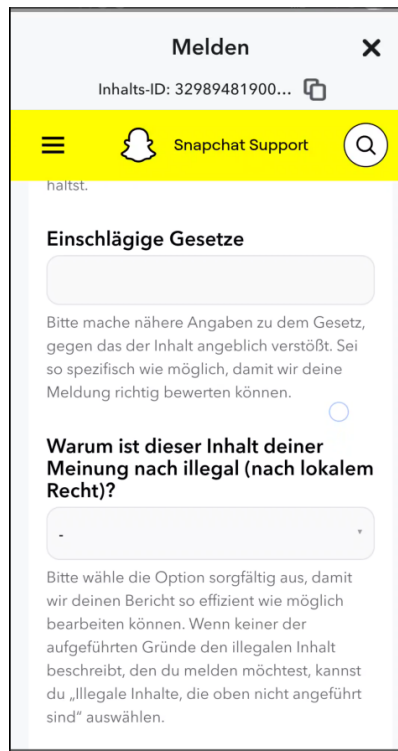 Melden
Inhalts-ID: 32989481900...
Snapchat Support
hältst.
Einschlägige Gesetze
Bitte mache nähere Angaben zu dem Gesetz,
gegen das der Inhalt angeblich verstößt. Sei
so spezifisch wie möglich, damit wir deine
Meldung richtig bewerten können.
Warum ist dieser Inhalt deiner
Meinung nach illegal (nach lokalem
Recht)?
-
Bitte wähle die Option sorgfältig aus, damit
wir deinen Bericht so effizient wie möglich
bearbeiten können. Wenn keiner der
aufgeführten Gründe den illegalen Inhalt
beschreibt, den du melden möchtest, kannst
du „Illegale Inhalte, die oben nicht angeführt
sind“ auswählen.